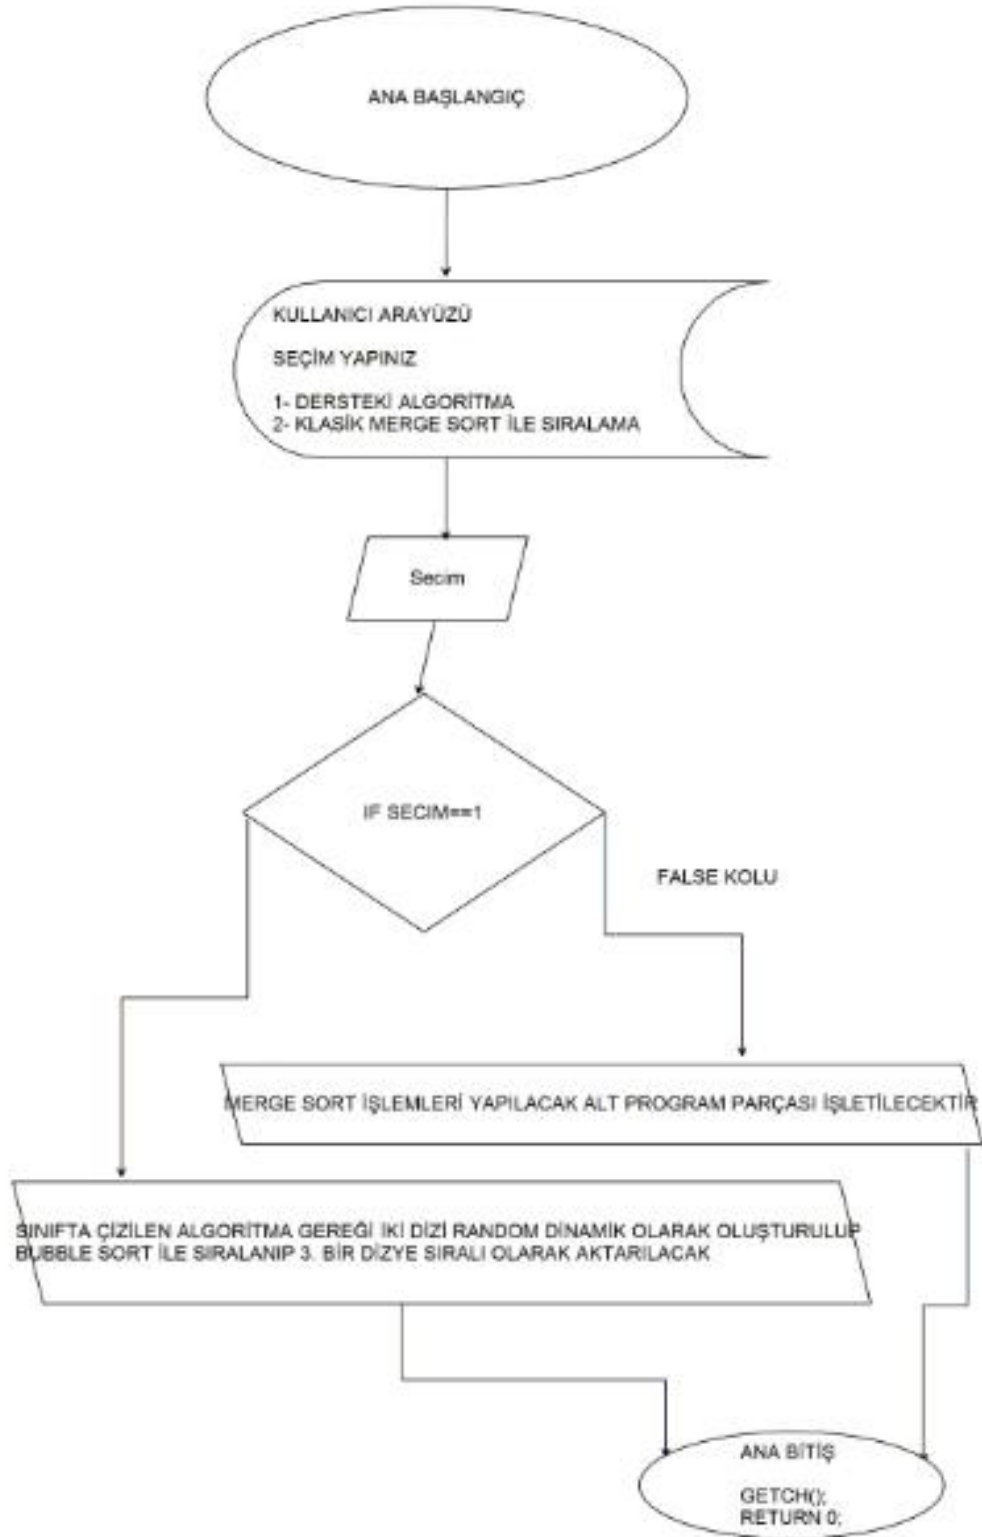 ANA BAŞLANGIÇ
KULLANICI ARAYÜZÜ
SEÇİM YAPINIZ
1- DERSTEKİ ALGORİTMA
2- KLASİK MERGE SORT İLE SIRALAMA
Secim
IF SECIM==1
FALSE KOLU
MERGE SORT İŞLEMLERİ YAPILACAK ALT PROGRAM PARÇASI İŞLETİLECEKTİR
SINIFTA ÇİZİLEN ALGORİTMA GEREĞİ İKİ DİZİ RANDOM DİNAMİK OLARAK OLUŞTURULUP
BUBBLE SORT İLE SIRALANIP 3. BİR DİZYE SIRALI OLARAK AKTARILACAK
ANA BİTİŞ
GETCH();
RETURN 0;